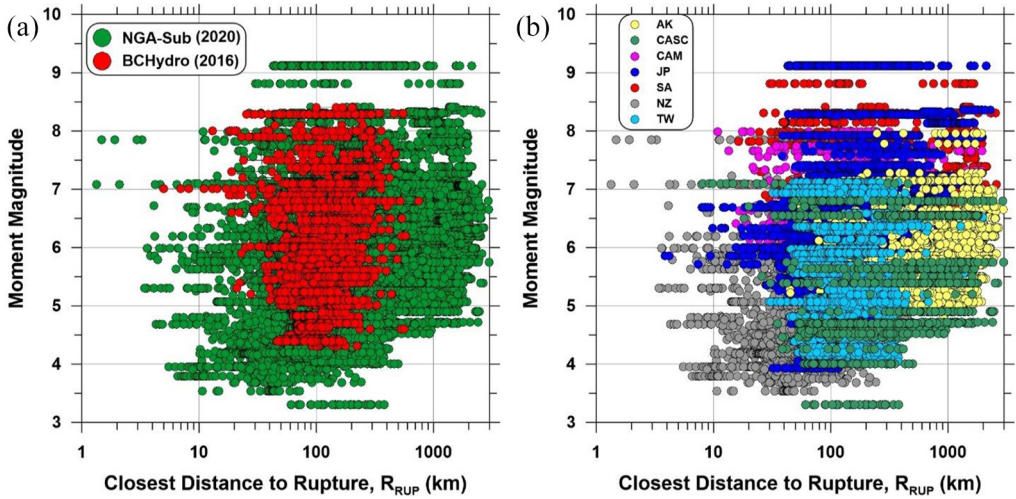 (a)
NGA-Sub (2020)
BCHydro (2016)
10
9
8
7
6
5
4
3
Moment Magnitude
1
10
100
1000
Closest Distance to Rupture, RRUP (km)
(b)
AK
CASC
CAM
JP
SA
NZ
TW
10
9
8
7
6
5
4
3
Moment Magnitude
1
10
100
1000
Closest Distance to Rupture, RRUP (km)